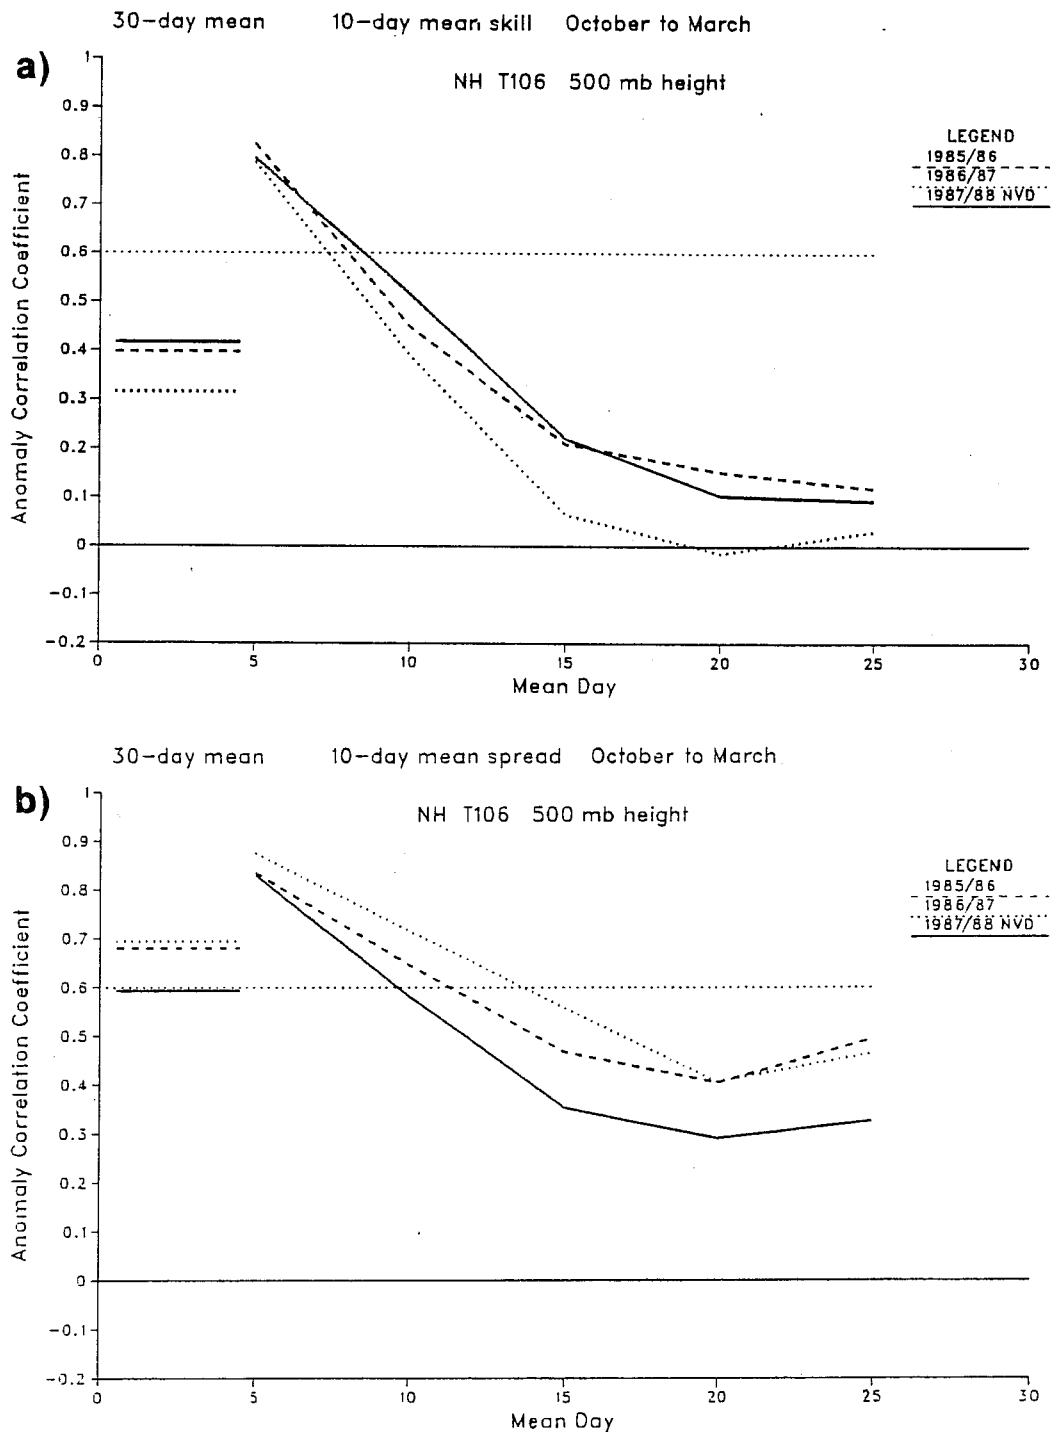 30-day mean 10-day mean skill October to March
a)
NH T106 500 mb height
LEGEND
1985/86
1986/87
1987/88 NVD
Anomaly Correlation Coefficient
1
0.9
0.8
0.7
0.6
0.5
0.4
0.3
0.2
0.1
0
-0.1
-0.2
0 5 10 15 20 25 30
Mean Day
30-day mean 10-day mean spread October to March
b)
NH T106 500 mb height
LEGEND
1985/86
1986/87
1987/88 NVD
Anomaly Correlation Coefficient
1
0.9
0.8
0.7
0.6
0.5
0.4
0.3
0.2
0.1
0
-0.1
-0.2
0 5 10 15 20 25 30
Mean Day